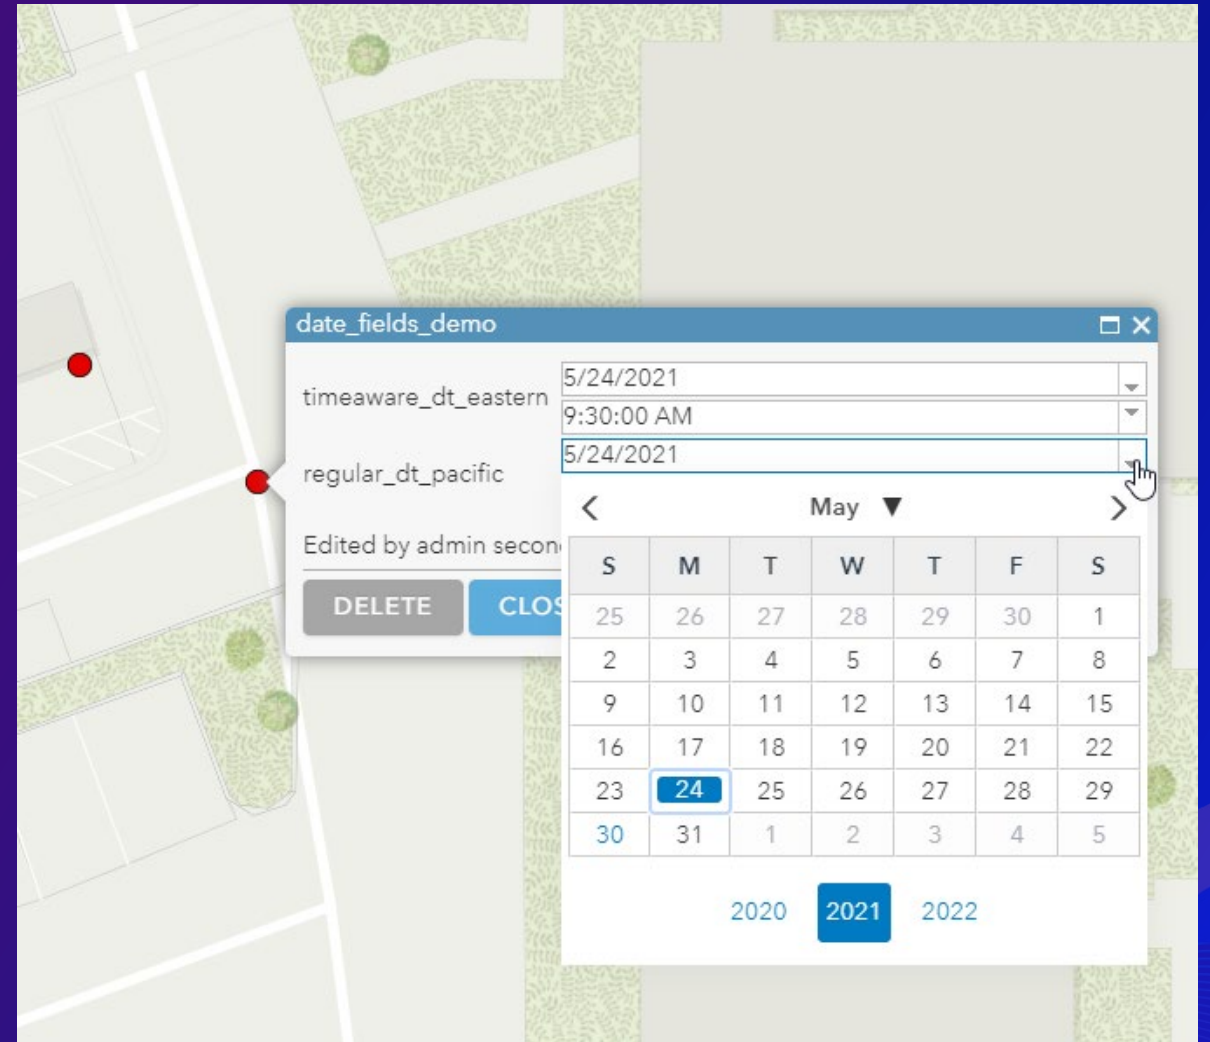 date_fields_demo
timeaware_dt_eastern
5/24/2021
9:30:00 AM
regular_dt_pacific
5/24/2021
May
S M T W T F S
25 26 27 28 29 30 1
2 3 4 5 6 7 8
9 10 11 12 13 14 15
16 17 18 19 20 21 22
23 24 25 26 27 28 29
30 31 1 2 3 4 5
2020 2021 2022
Edited by admin secon
DELETE CLOS